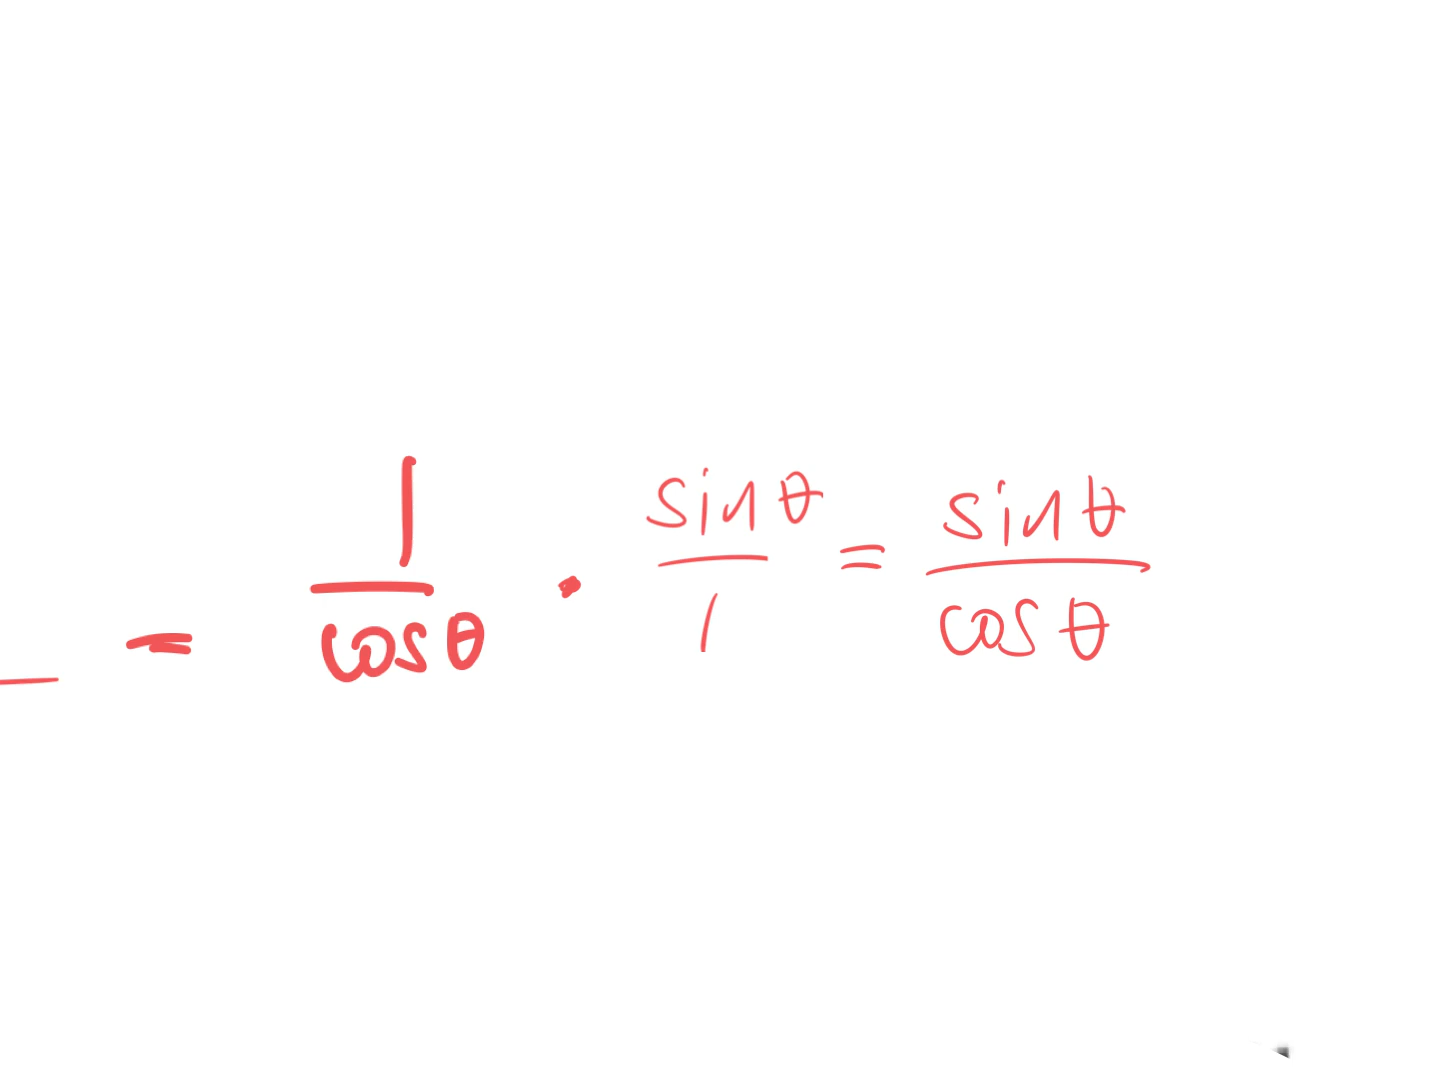 = 1/cosθ · sinθ/1 = sinθ/cosθ